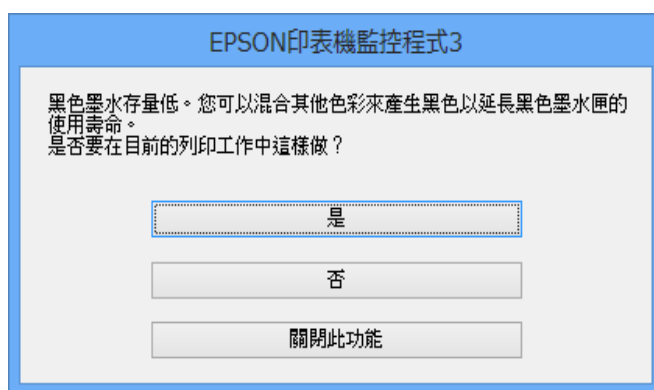 EPSON印表機監控程式3
黑色墨水存量低。您可以混合其他色彩來產生黑色以延長黑色墨水匣的
使用壽命。
是否要在目前的列印工作中這樣做？
是
否
關閉此功能